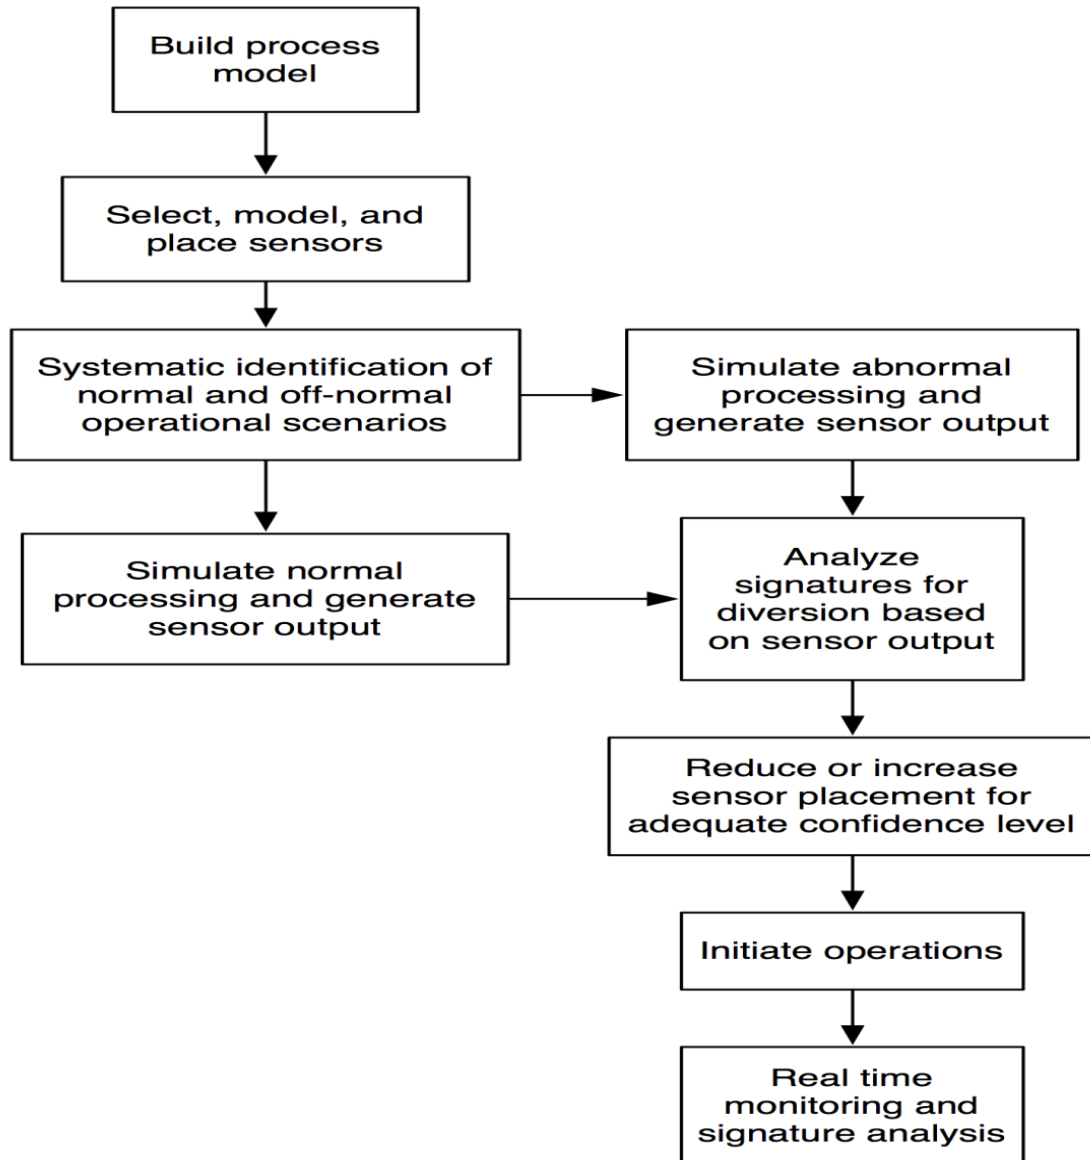 Build process
model
Select, model, and
place sensors
Systematic identification of
normal and off-normal
operational scenarios
Simulate abnormal
processing and
generate sensor output
Simulate normal
processing and generate
sensor output
Analyze
signatures for
diversion based
on sensor output
Reduce or increase
sensor placement for
adequate confidence level
Initiate operations
Real time
monitoring and
signature analysis